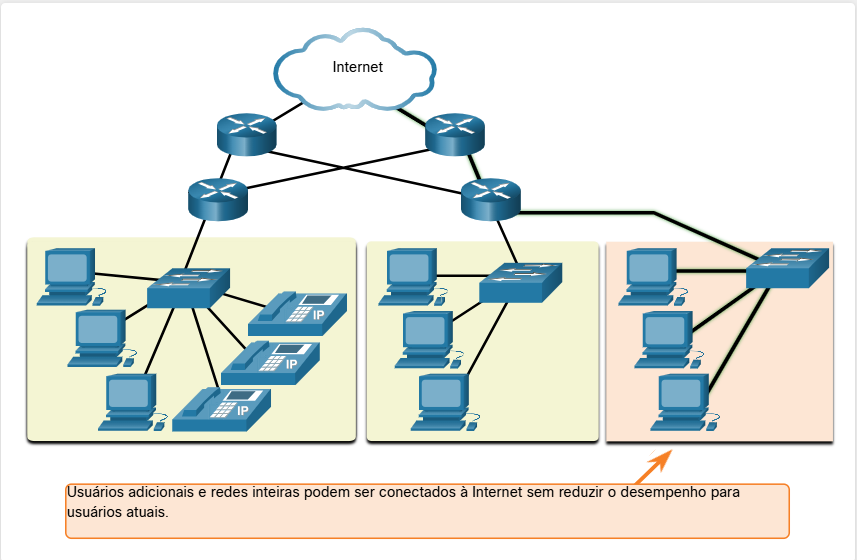 Internet
IP
IP
IP
Usuários adicionais e redes inteiras podem ser conectados à Internet sem reduzir o desempenho para
usuários atuais.